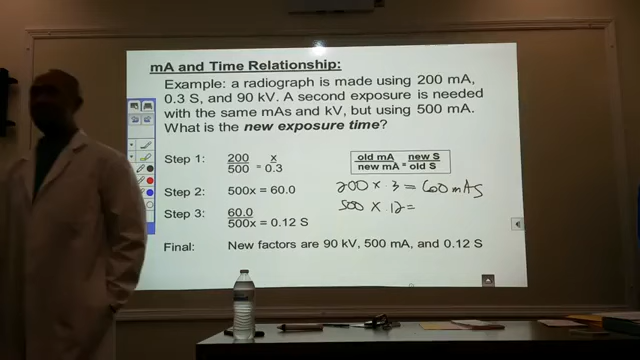 mA and Time Relationship:
Example: a radiograph is made using 200 mA,
0.3 S, and 90 kV. A second exposure is needed
with the same mAs and kV, but using 500 mA.
What is the new exposure time?
Step 1: 200/500 = x/0.3
old mA/new mA = new S/old S
Step 2: 500x = 60.0
200 x .3 = 60 mAS
500 x .12 =
Step 3: 60.0/500x = 0.12 S
Final: New factors are 90 kV, 500 mA, and 0.12 S